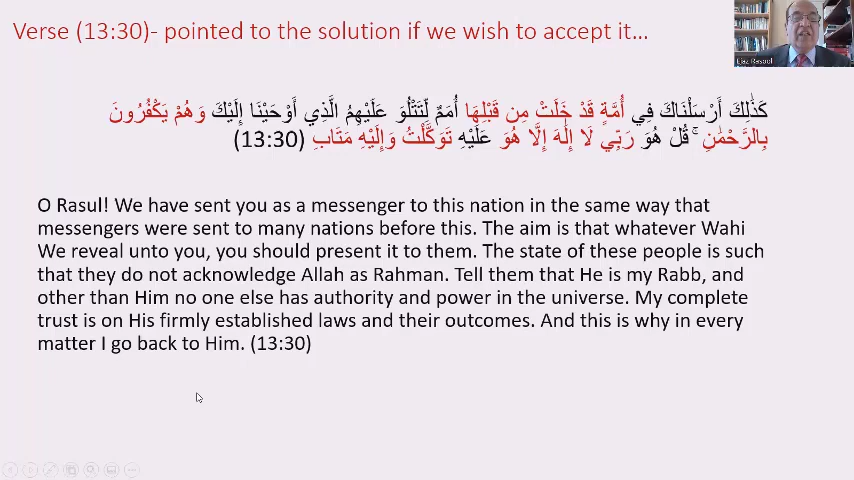 Verse (13:30)- pointed to the solution if we wish to accept it...
كَذَٰلِكَ أَرْسَلْنَاكَ فِي أُمَّةٍ قَدْ خَلَتْ مِن قَبْلِهَا أُمَمٌ لِّتَتْلُوَ عَلَيْهِمُ الَّذِي أَوْحَيْنَا إِلَيْكَ وَهُمْ يَكْفُرُونَ
بِالرَّحْمَٰنِ ۚ قُلْ هُوَ رَبِّي لَا إِلَٰهَ إِلَّا هُوَ عَلَيْهِ تَوَكَّلْتُ وَإِلَيْهِ مَتَابِ (13:30)
O Rasul! We have sent you as a messenger to this nation in the same way that
messengers were sent to many nations before this. The aim is that whatever Wahi
We reveal unto you, you should present it to them. The state of these people is such
that they do not acknowledge Allah as Rahman. Tell them that He is my Rabb, and
other than Him no one else has authority and power in the universe. My complete
trust is on His firmly established laws and their outcomes. And this is why in every
matter I go back to Him. (13:30)
Ejaz Rasool